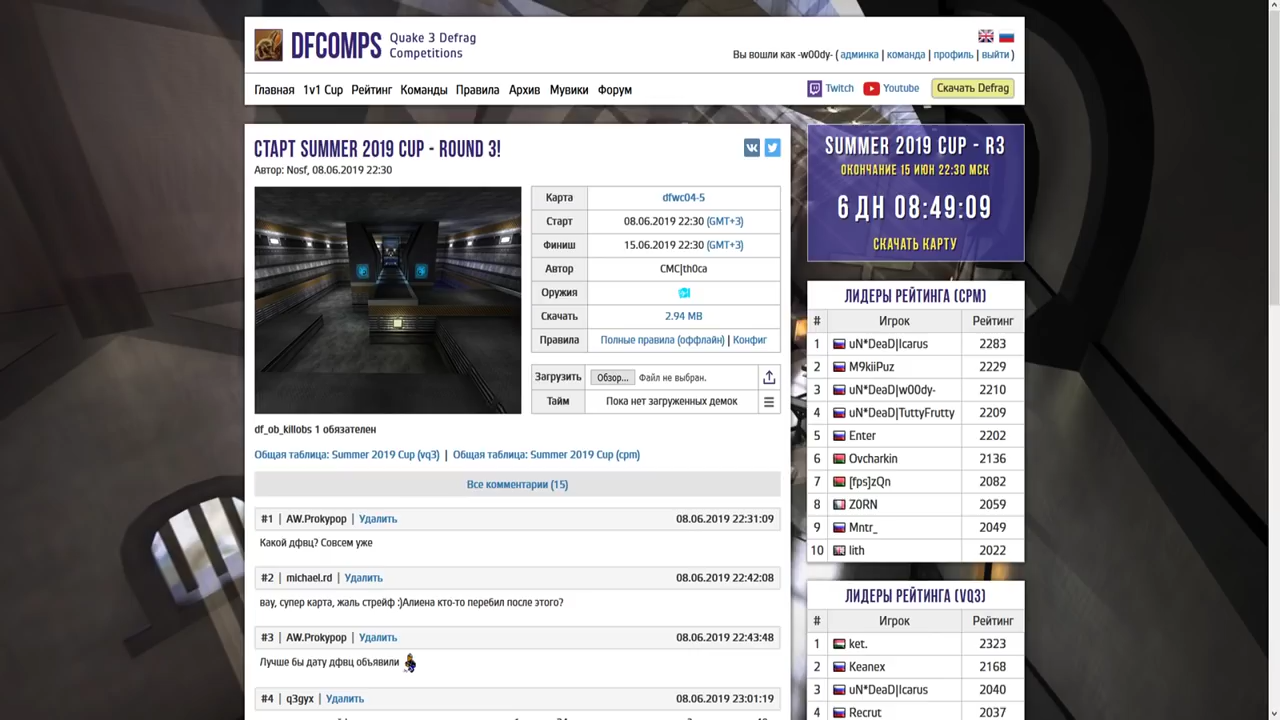 DFCOMPS
Quake 3 Defrag
Competitions
Вы вошли как -w00dy- ( админка | команда | профиль | выйти )
Главная 1v1 Cup Рейтинг Команды Правила Архив Мувики Форум
Twitch Youtube Скачать Defrag
СТАРТ SUMMER 2019 CUP - ROUND 3!
Автор: Nosf, 08.06.2019 22:30
Карта dfwc04-5
Старт 08.06.2019 22:30 (GMT+3)
Финиш 15.06.2019 22:30 (GMT+3)
Автор CMC|th0ca
Оружия
Скачать 2.94 MB
Правила Полные правила (оффлайн) | Конфиг
Загрузить Обзор... Файл не выбран.
Тайм Пока нет загруженных демок
df_ob_killobs 1 обязателен
Общая таблица: Summer 2019 Cup (vq3) | Общая таблица: Summer 2019 Cup (cpm)
Все комментарии (15)
#1 | AW.Prokypop | Удалить 08.06.2019 22:31:09
Какой дфвц? Совсем уже
#2 | michael.rd | Удалить 08.06.2019 22:42:08
вау, супер карта, жаль стрейф :)Алиена кто-то перебил после этого?
#3 | AW.Prokypop | Удалить 08.06.2019 22:43:48
Лучше бы дату дфвц объявили
#4 | q3gyx | Удалить 08.06.2019 23:01:19
SUMMER 2019 CUP - R3
ОКОНЧАНИЕ 15 ИЮН 22:30 МСК
6 ДН 08:49:09
СКАЧАТЬ КАРТУ
ЛИДЕРЫ РЕЙТИНГА (CPM)
# Игрок Рейтинг
1 uN*DeaD|Icarus 2283
2 M9kiiPuz 2229
3 uN*DeaD|w00dy- 2210
4 uN*DeaD|TuttyFrutty 2209
5 Enter 2202
6 Ovcharkin 2136
7 [fps]zQn 2082
8 Z0RN 2059
9 Mntr_ 2049
10 lith 2022
ЛИДЕРЫ РЕЙТИНГА (VQ3)
# Игрок Рейтинг
1 ket. 2323
2 Keanex 2168
3 uN*DeaD|Icarus 2040
4 Recrut 2037